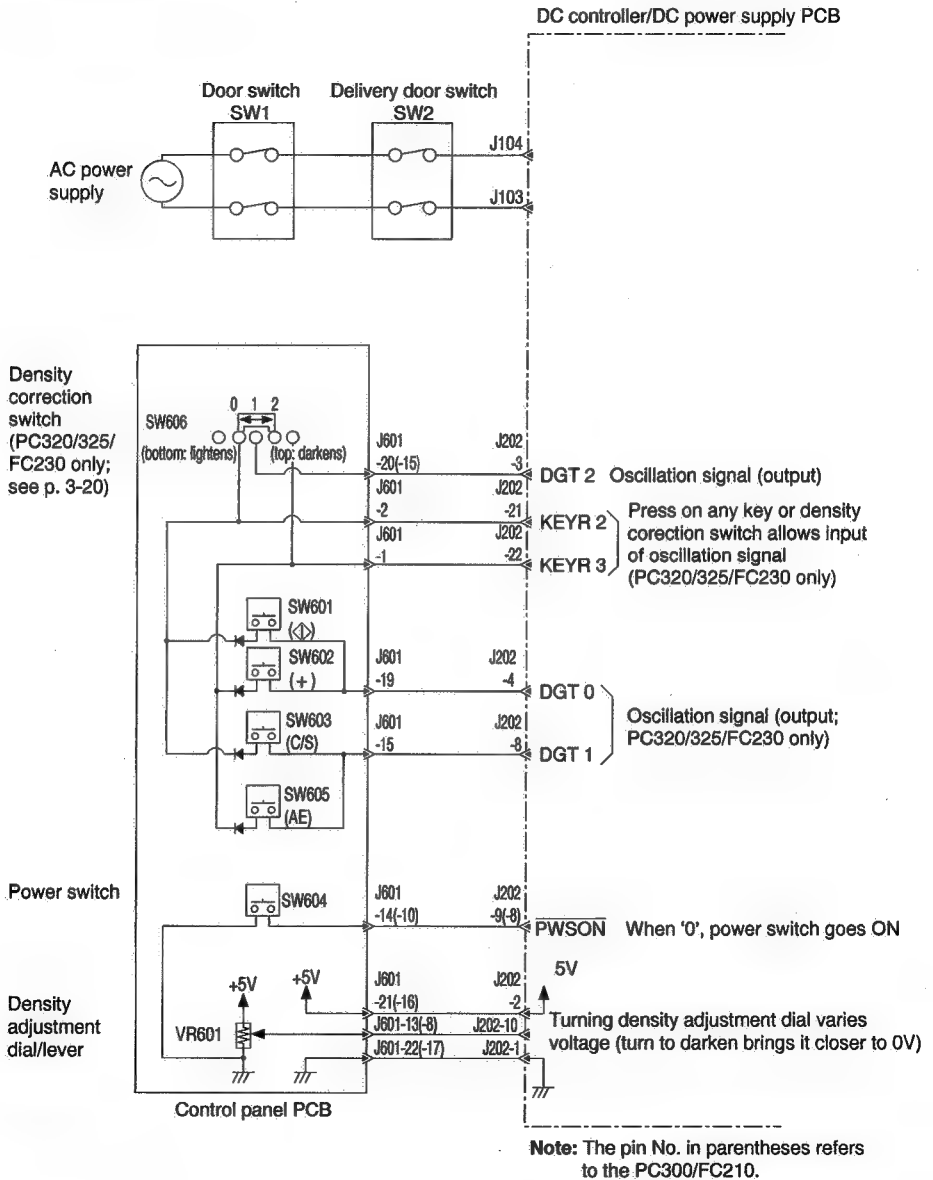 DC controller/DC power supply PCB
Door switch
SW1
Delivery door switch
SW2
AC power
supply
J104
J103
Density
correction
switch
(PC320/325/
FC230 only;
see p. 3-20)
SW606
0 1 2
(bottom: lightens)
(top: darkens)
J601
-20(-15)
J202
-3
DGT 2 Oscillation signal (output)
J601
-2
J202
-21
KEYR 2
J601
-1
J202
-22
KEYR 3
Press on any key or density
corection switch allows input
of oscillation signal
(PC320/325/FC230 only)
SW601
SW602
(+)
J601
-19
J202
-4
DGT 0
SW603
(C/S)
J601
-15
J202
-8
DGT 1
Oscillation signal (output;
PC320/325/FC230 only)
SW605
(AE)
Power switch
SW604
J601
-14(-10)
J202
-9(-8)
PWSON When '0', power switch goes ON
Density
adjustment
dial/lever
+5V
+5V
VR601
J601
-21(-16)
J202
-2
5V
J601-13(-8)
J202-10
J601-22(-17)
J202-1
Turning density adjustment dial varies
voltage (turn to darken brings it closer to 0V)
Control panel PCB
Note: The pin No. in parentheses refers
to the PC300/FC210.